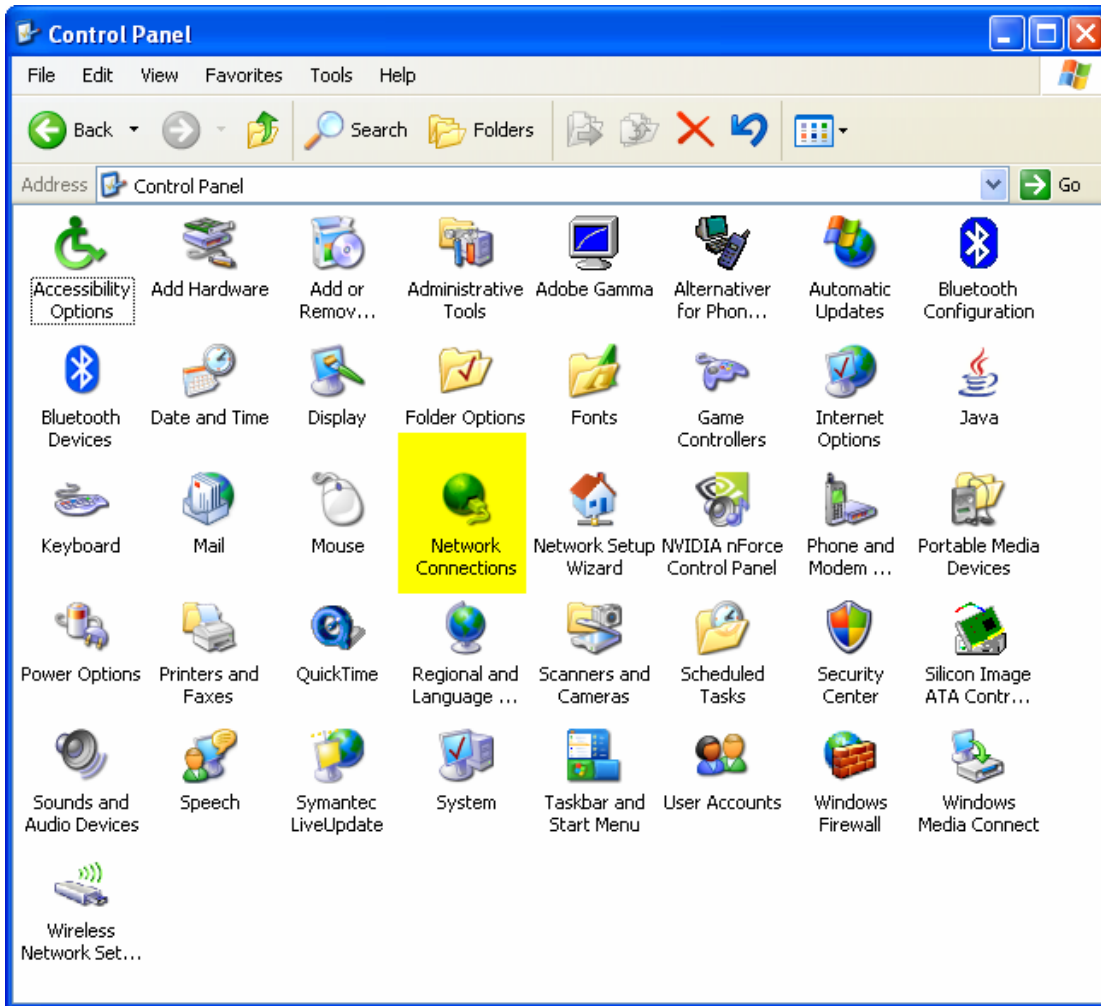 Control Panel
File Edit View Favorites Tools Help
Back Search Folders
Address Control Panel Go
Accessibility Options
Add Hardware
Add or Remov...
Administrative Tools
Adobe Gamma
Alternativer for Phon...
Automatic Updates
Bluetooth Configuration
Bluetooth Devices
Date and Time
Display
Folder Options
Fonts
Game Controllers
Internet Options
Java
Keyboard
Mail
Mouse
Network Connections
Network Setup Wizard
NVIDIA nForce Control Panel
Phone and Modem ...
Portable Media Devices
Power Options
Printers and Faxes
QuickTime
Regional and Language ...
Scanners and Cameras
Scheduled Tasks
Security Center
Silicon Image ATA Contr...
Sounds and Audio Devices
Speech
Symantec LiveUpdate
System
Taskbar and Start Menu
User Accounts
Windows Firewall
Windows Media Connect
Wireless Network Set...